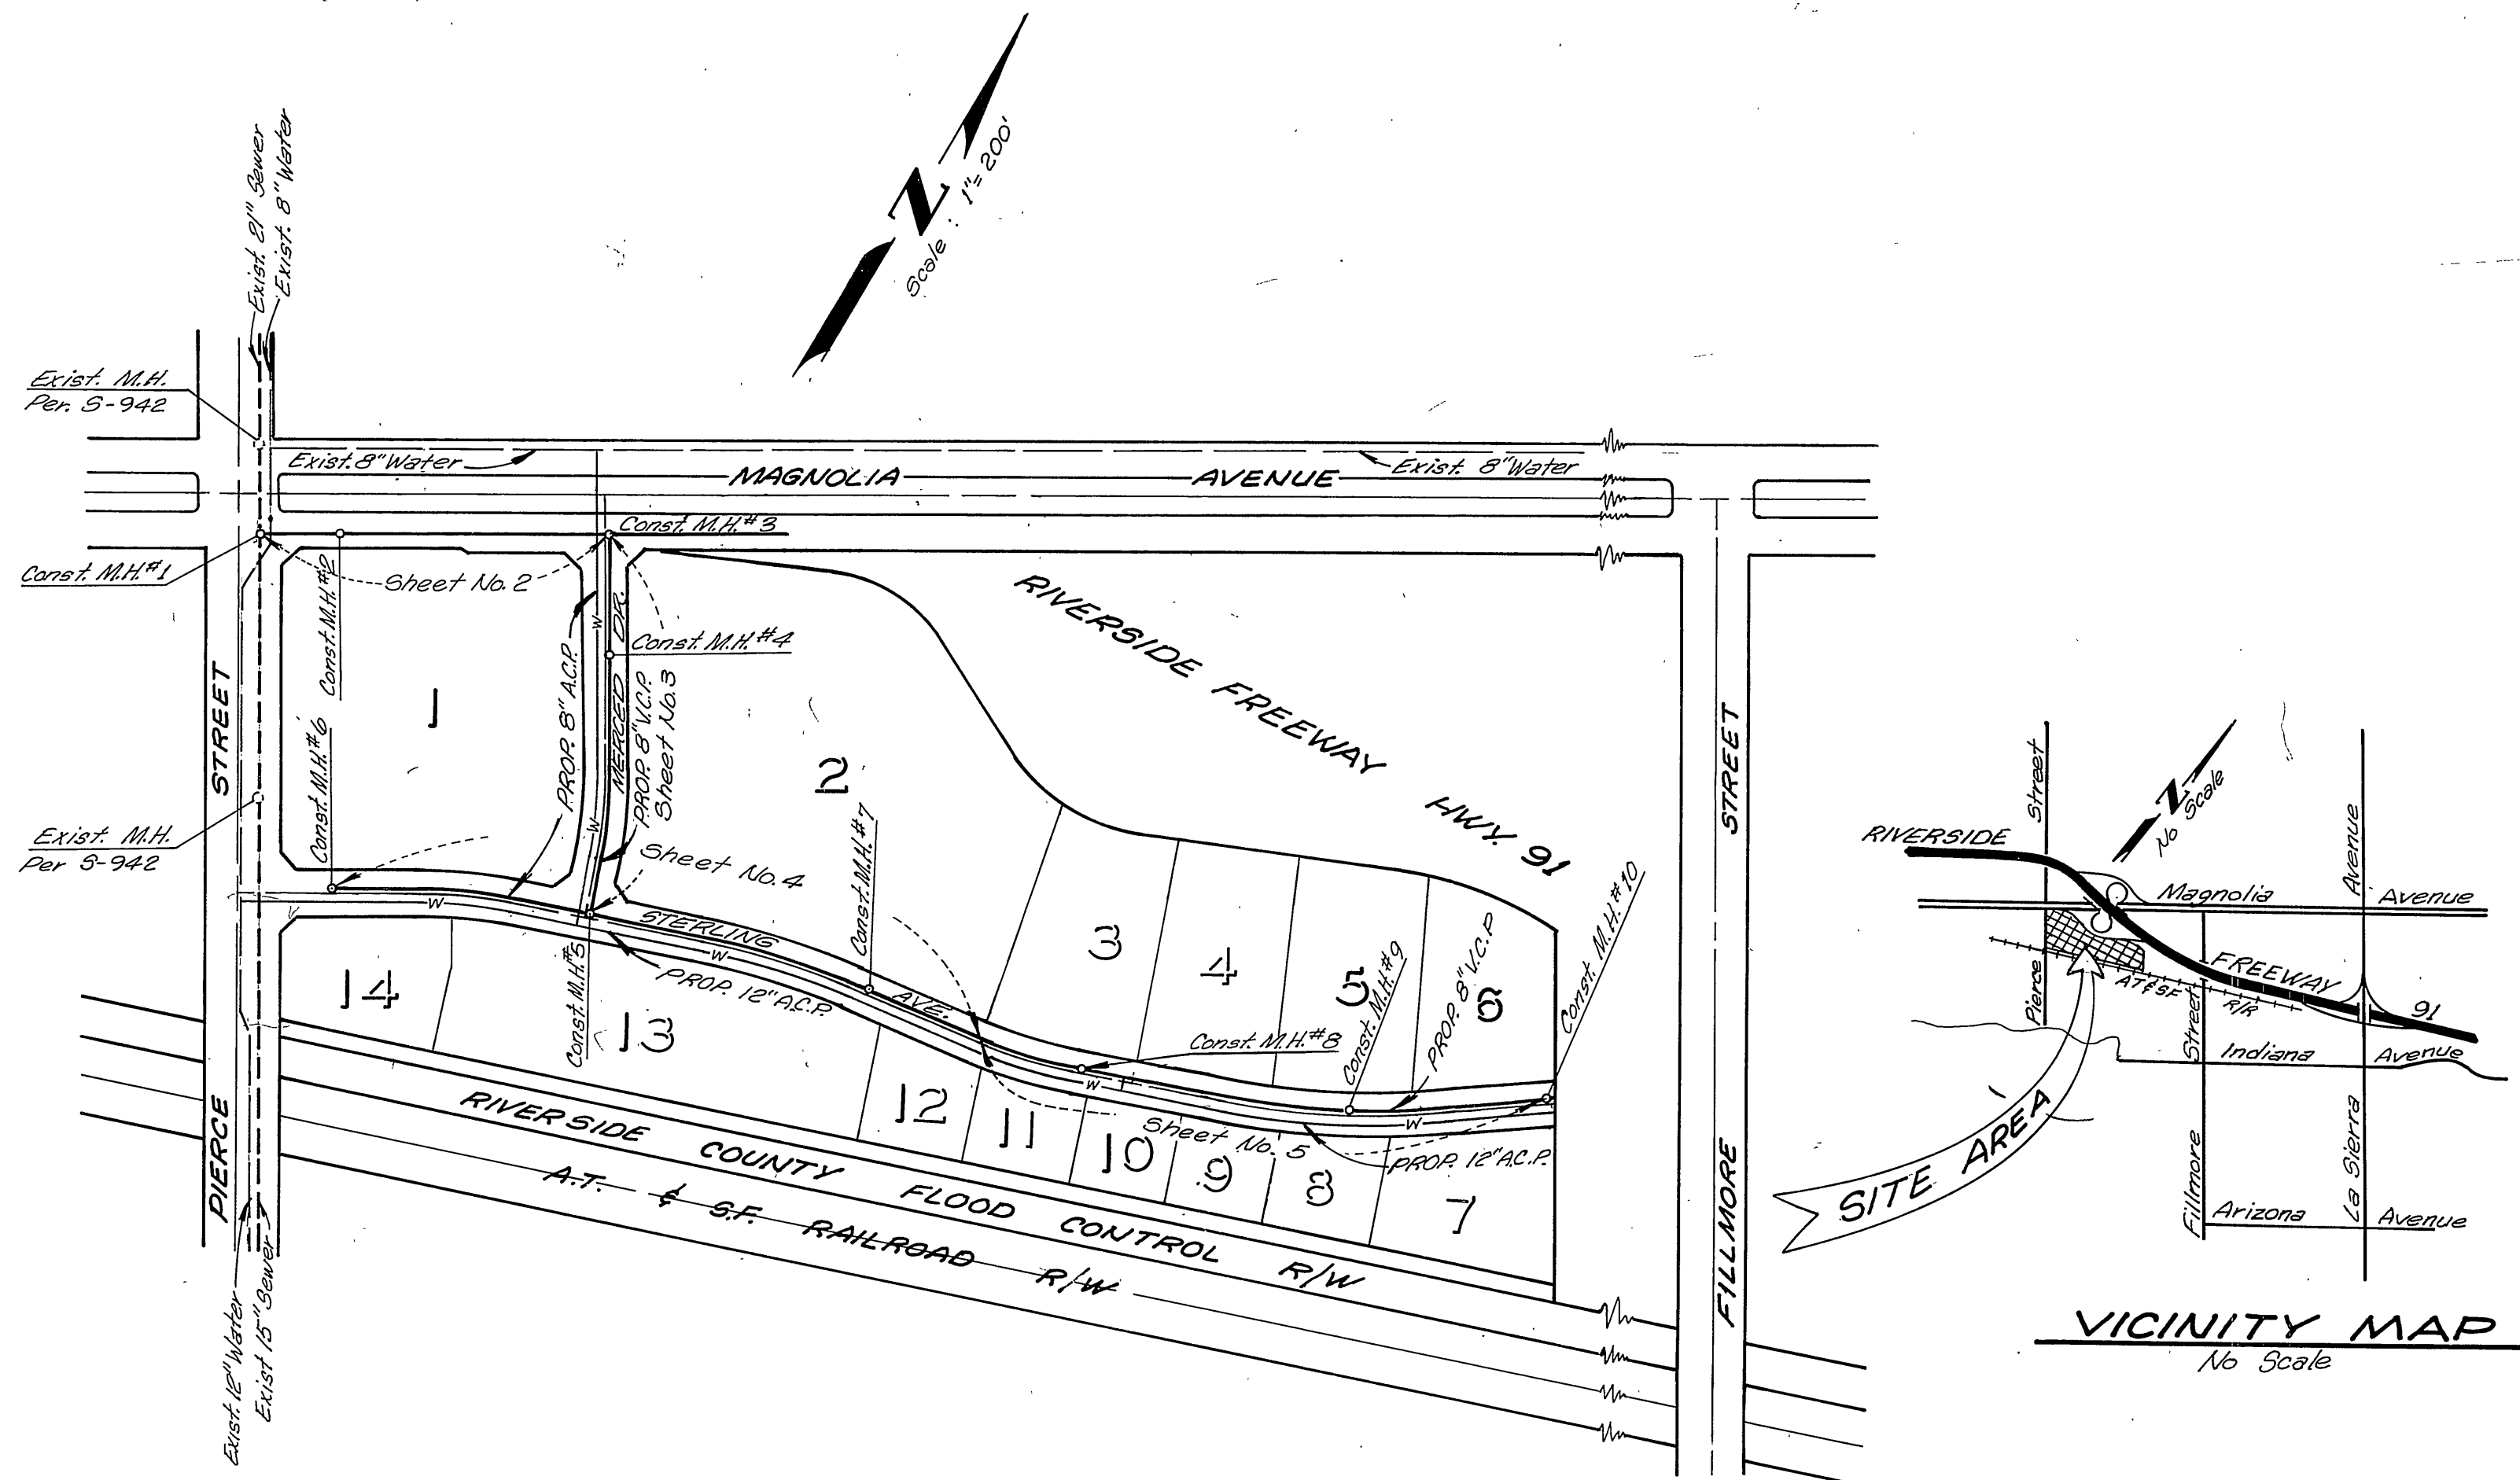 N
Scale : 1"= 200'
Exist. 21" Sewer
Exist. 8" Water
Exist. M.H.
Per. S-942
Exist. 8" Water
MAGNOLIA AVENUE
Exist. 8" Water
Const. M.H. #1
Const. M.H. #2
Const. M.H. #3
Sheet No. 2
RIVERSIDE FREEWAY
HWY. 91
Const. M.H. #4
PROP. 8" A.C.P.
W
MERCED DR.
PROP. 8" V.C.P.
Sheet No. 3
1
2
STREET
PIERCE
Const. M.H. #6
Exist. M.H.
Per S-942
W
Sheet No. 4
Const. M.H. #7
W
STERLING
AVE.
W
Const. M.H. #5
PROP. 12" A.C.P.
3
4
5
6
Const. M.H. #8
Const. M.H. #9
PROP. 8" V.C.P
Const. M.H. #10
W
W
Sheet No. 5
PROP. 12" A.C.P.
14
13
12
11
10
9
8
7
RIVERSIDE COUNTY FLOOD CONTROL R/W
A.T. & S.F. RAILROAD R/W
Exist. 12" Water
Exist 15" Sewer
STREET
FILLMORE
N
No Scale
Street
Pierce
RIVERSIDE
Magnolia Avenue
Avenue
La Sierra
FREEWAY
91
AT&SF
R/R
Street
Fillmore
Indiana Avenue
Arizona Avenue
SITE AREA
VICINITY MAP
No Scale